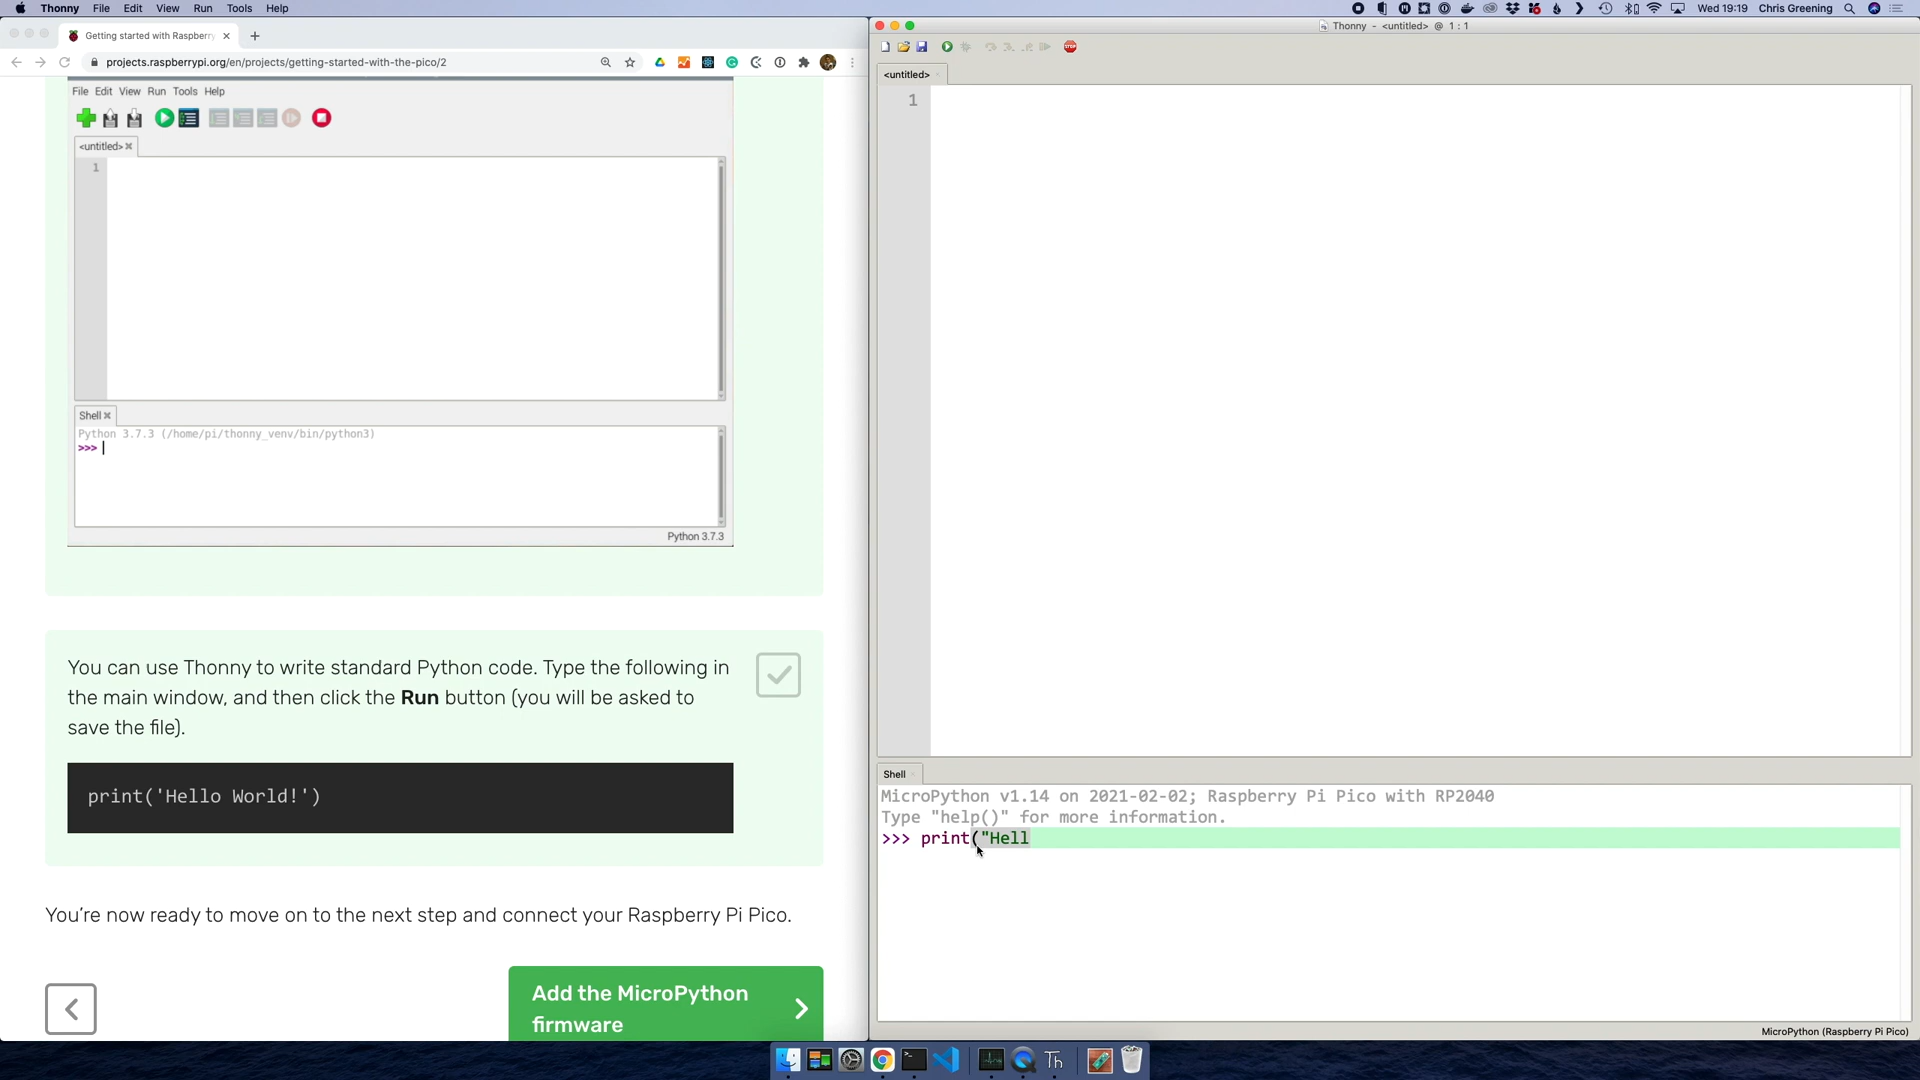 Thonny File Edit View Run Tools Help
Wed 19:19 Chris Greening
Getting started with Raspberry
projects.raspberrypi.org/en/projects/getting-started-with-the-pico/2
File Edit View Run Tools Help
<untitled>
1
Shell
Python 3.7.3 (/home/pi/thonny_venv/bin/python3)
>>>
Python 3.7.3
You can use Thonny to write standard Python code. Type the following in
the main window, and then click the Run button (you will be asked to
save the file).
print('Hello World!')
You're now ready to move on to the next step and connect your Raspberry Pi Pico.
Add the MicroPython
firmware
Thonny - <untitled> @ 1 : 1
STOP
<untitled>
1
Shell
MicroPython v1.14 on 2021-02-02; Raspberry Pi Pico with RP2040
Type "help()" for more information.
>>> print("Hell
MicroPython (Raspberry Pi Pico)
Th